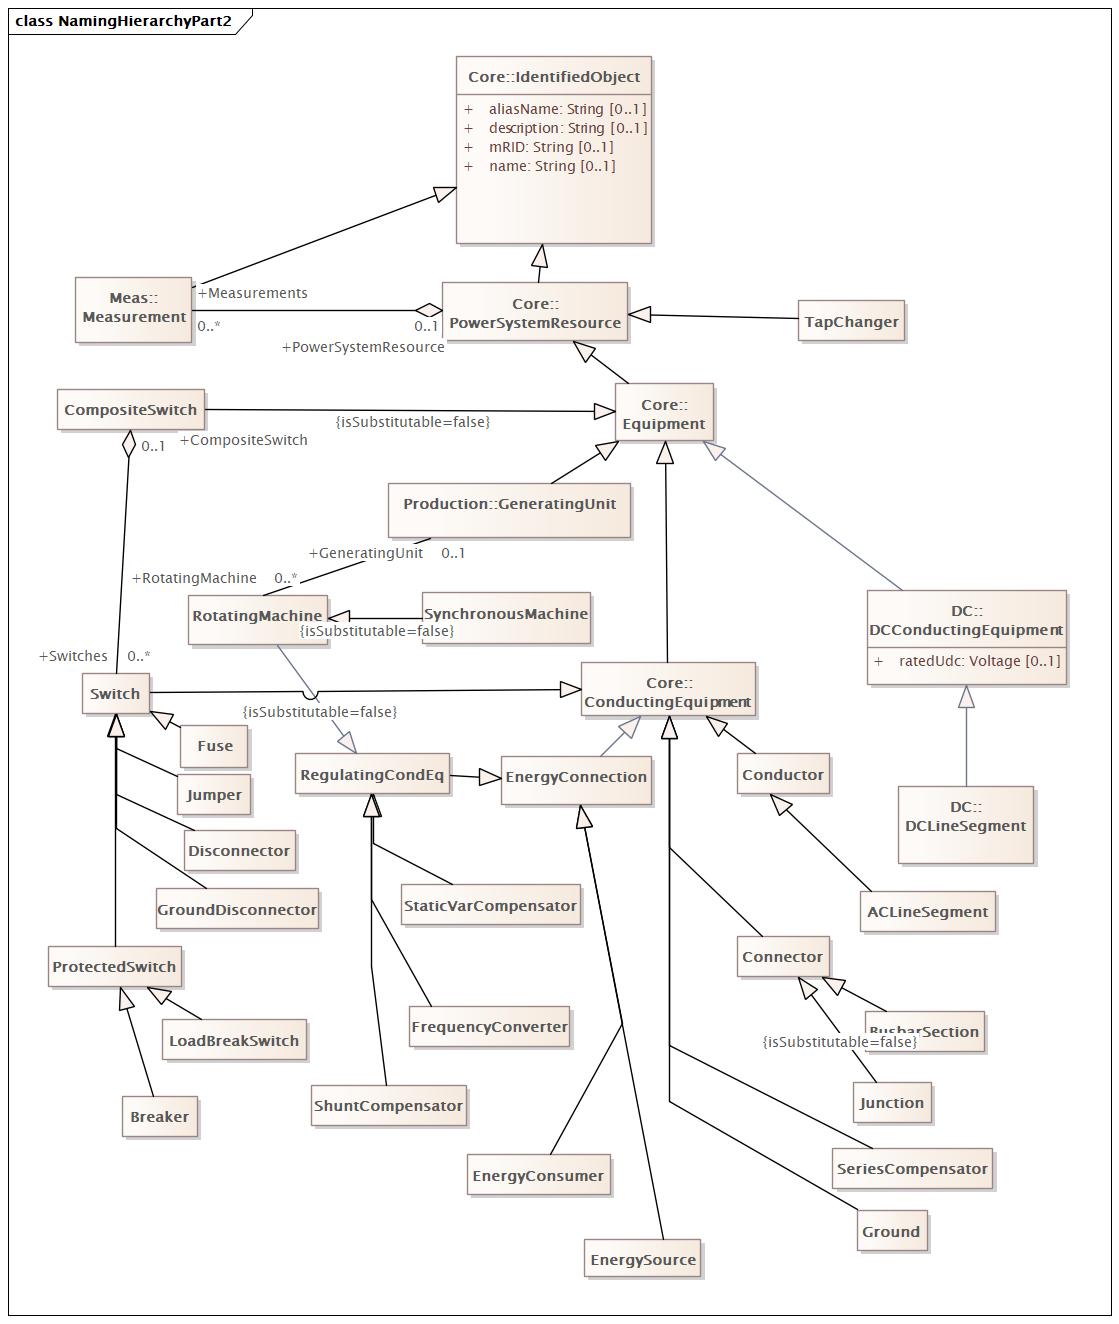 class NamingHierarchyPart2
Core::IdentifiedObject
+ aliasName: String [0..1]
+ description: String [0..1]
+ mRID: String [0..1]
+ name: String [0..1]
Meas::
Measurement
+Measurements
0..*
0..1
+PowerSystemResource
Core::
PowerSystemResource
TapChanger
CompositeSwitch
{isSubstitutable=false}
Core::
Equipment
0..1
+CompositeSwitch
Production::GeneratingUnit
+GeneratingUnit 0..1
+RotatingMachine 0..*
RotatingMachine
SynchronousMachine
{isSubstitutable=false}
DC::
DCConductingEquipment
+ ratedUdc: Voltage [0..1]
+Switches 0..*
Switch
Core::
ConductingEquipment
{isSubstitutable=false}
Fuse
RegulatingCondEq
EnergyConnection
Conductor
Jumper
DC::
DCLineSegment
Disconnector
GroundDisconnector
StaticVarCompensator
ACLineSegment
ProtectedSwitch
Connector
LoadBreakSwitch
FrequencyConverter
BusbarSection
{isSubstitutable=false}
Breaker
ShuntCompensator
Junction
EnergyConsumer
SeriesCompensator
Ground
EnergySource